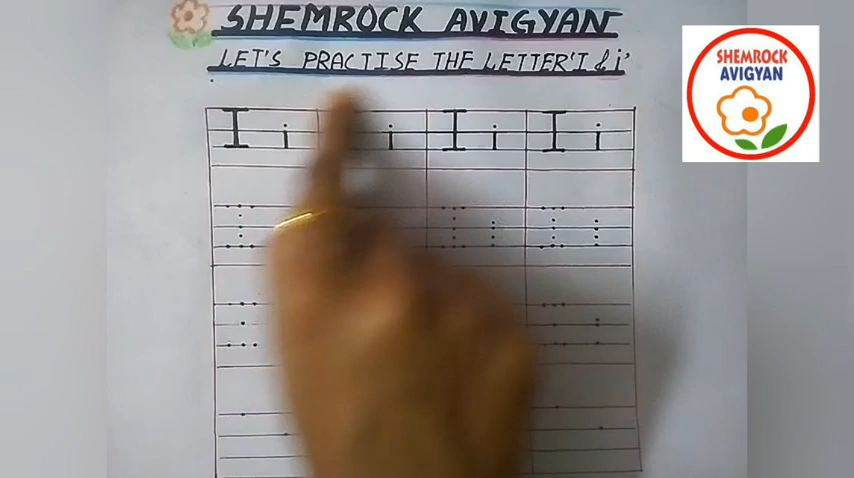 SHEMROCK AVIGYAN
LET'S PRACTISE THE LETTER 'I & i'
SHEMROCK
AVIGYAN
I i i I i I i